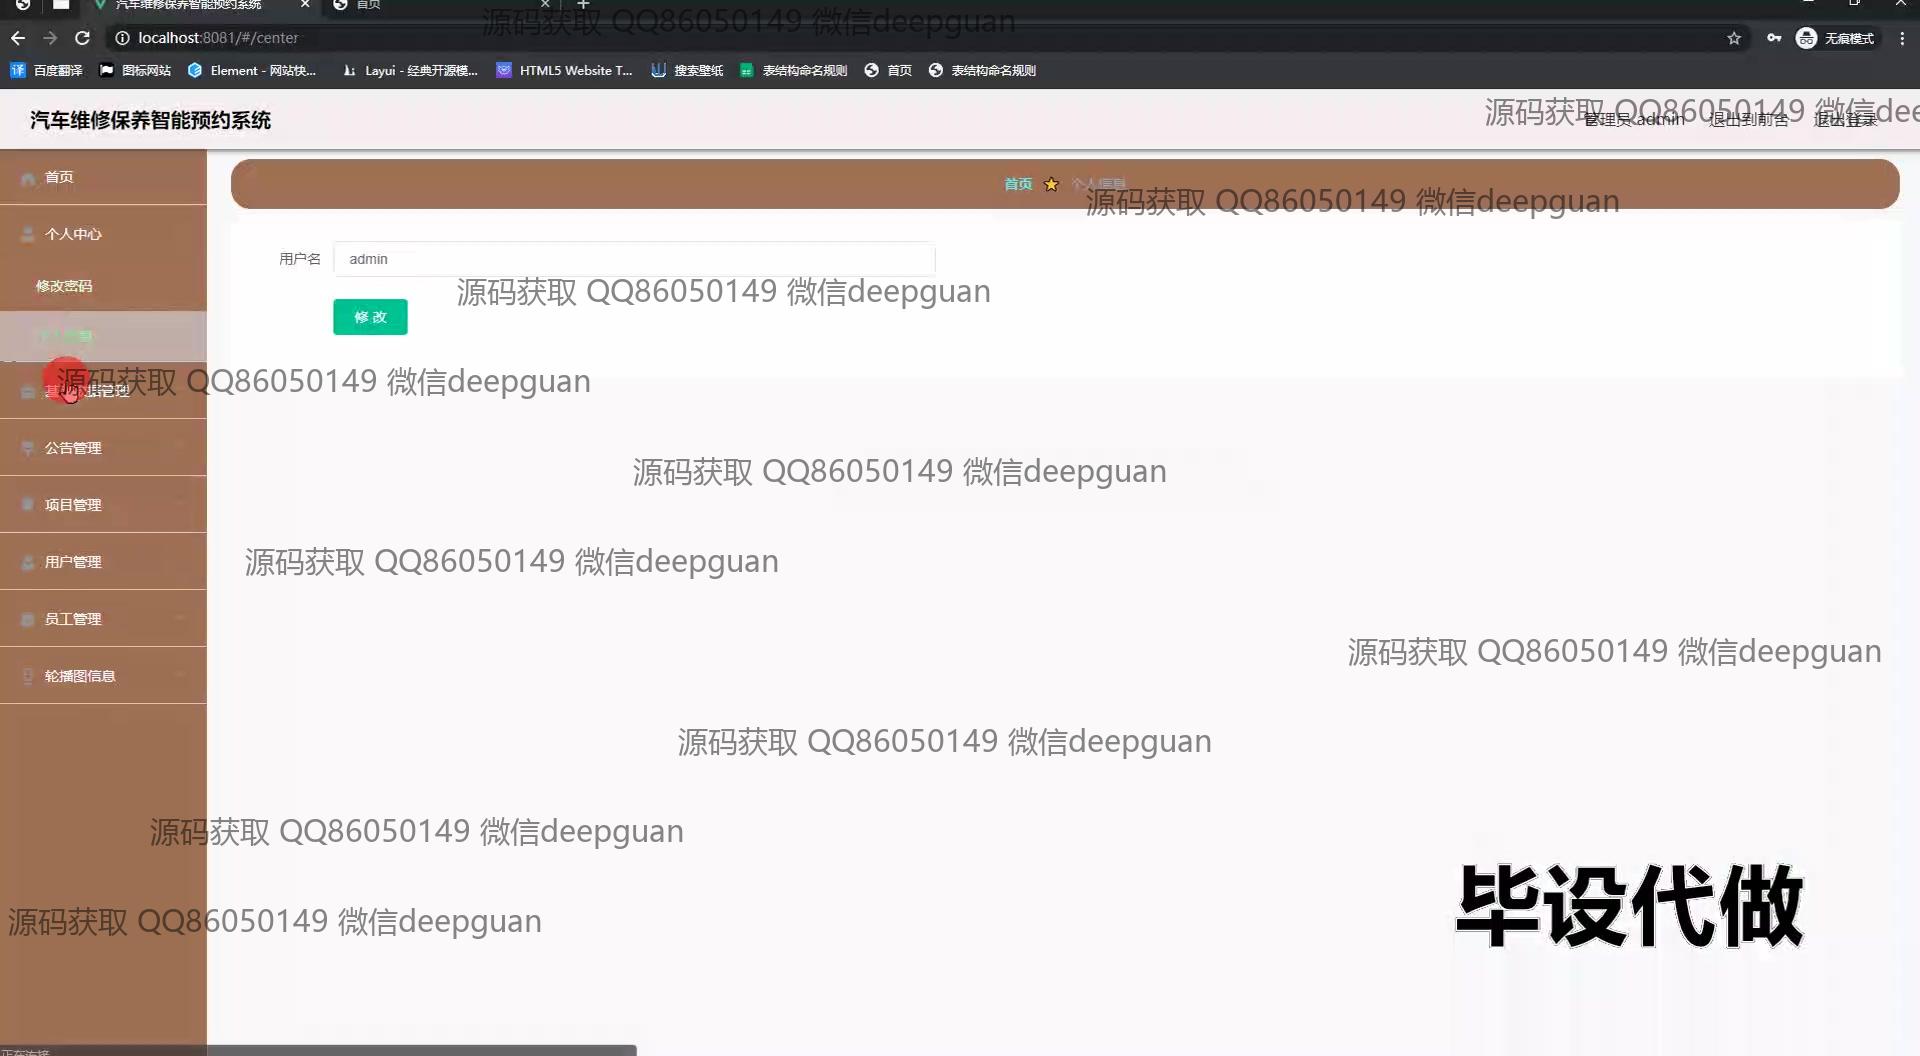 汽车维修保养智能预约系统
首页
源码获取 QQ86050149 微信deepguan
localhost:8081/#/center
无痕模式
百度翻译
图标网站
Element - 网站快...
Layui - 经典开源模...
HTML5 Website T...
搜索壁纸
表结构命名规则
首页
表结构命名规则
汽车维修保养智能预约系统
源码获取 QQ86050149 微信dee
管理员 admin
退出到前台
退出登录
首页
首页
个人信息
源码获取 QQ86050149 微信deepguan
个人中心
用户名
admin
修改密码
源码获取 QQ86050149 微信deepguan
修 改
源码获取 QQ86050149 微信deepguan
公告管理
源码获取 QQ86050149 微信deepguan
项目管理
用户管理
源码获取 QQ86050149 微信deepguan
员工管理
源码获取 QQ86050149 微信deepguan
轮播图信息
源码获取 QQ86050149 微信deepguan
源码获取 QQ86050149 微信deepguan
毕设代做
源码获取 QQ86050149 微信deepguan